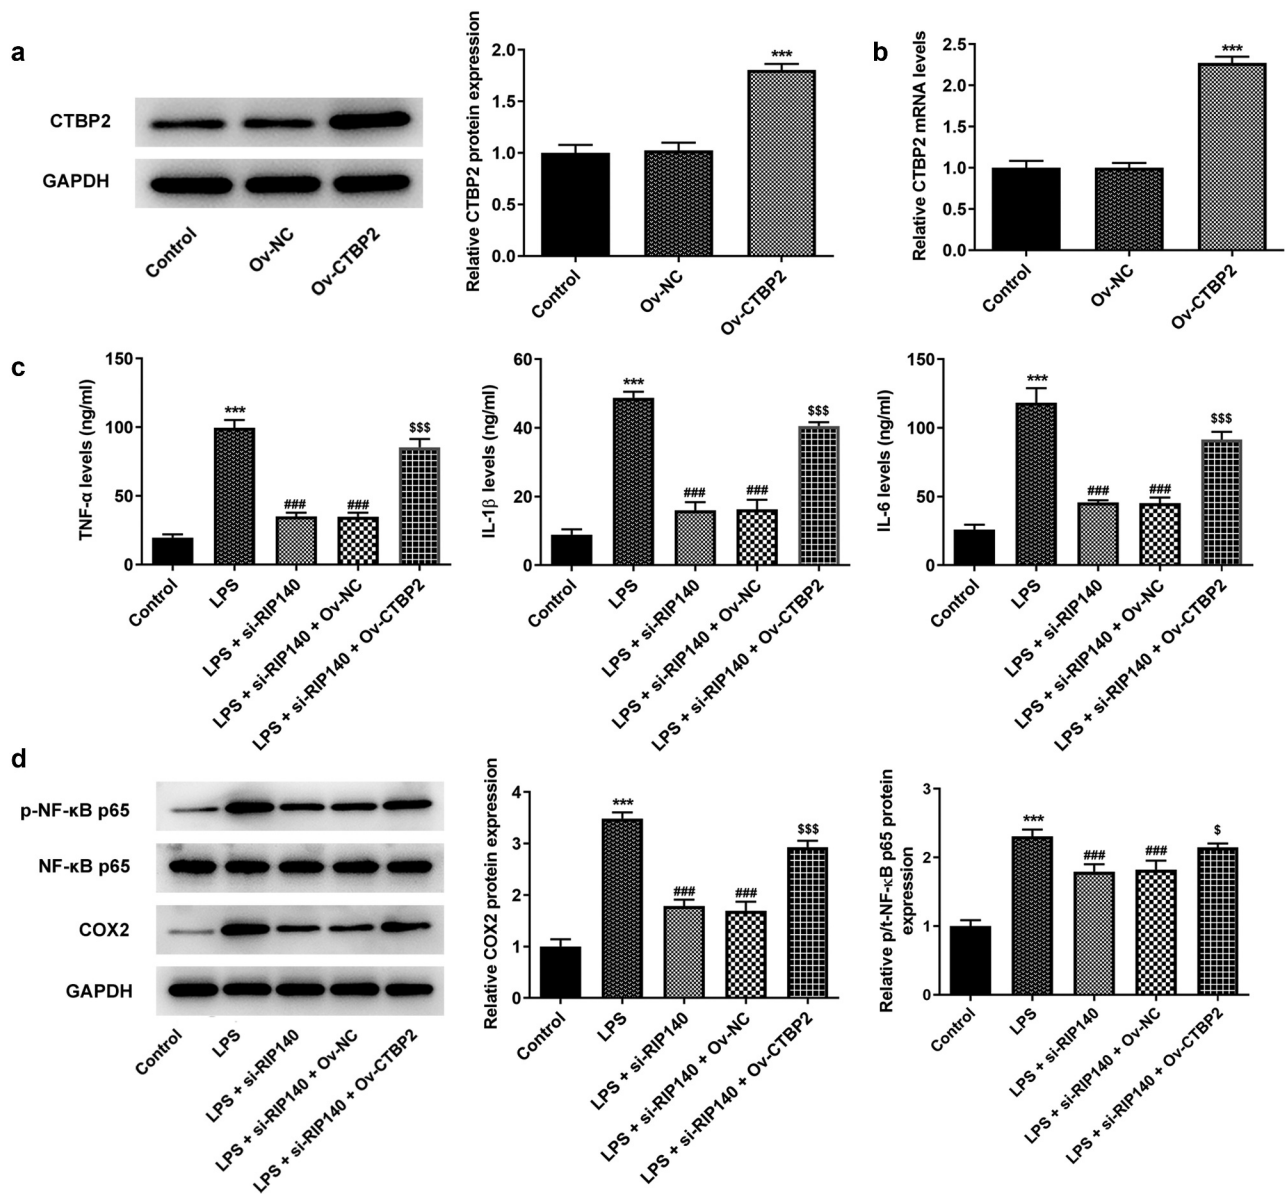 a
CTBP2
GAPDH
Control
Ov-NC
Ov-CTBP2
Relative CTBP2 protein expression
2.0
1.5
1.0
0.5
0.0
***
Control
Ov-NC
Ov-CTBP2
b
Relative CTBP2 mRNA levels
2.5
2.0
1.5
1.0
0.5
0.0
***
Control
Ov-NC
Ov-CTBP2
c
TNF-α levels (ng/ml)
150
100
50
0
***
###
###
$$$
Control
LPS
LPS + si-RIP140
LPS + si-RIP140 + Ov-NC
LPS + si-RIP140 + Ov-CTBP2
IL-1β levels (ng/ml)
60
40
20
0
***
###
###
$$$
Control
LPS
LPS + si-RIP140
LPS + si-RIP140 + Ov-NC
LPS + si-RIP140 + Ov-CTBP2
IL-6 levels (ng/ml)
150
100
50
0
***
###
###
$$$
Control
LPS
LPS + si-RIP140
LPS + si-RIP140 + Ov-NC
LPS + si-RIP140 + Ov-CTBP2
d
p-NF-κB p65
NF-κB p65
COX2
GAPDH
Control
LPS
LPS + si-RIP140
LPS + si-RIP140 + Ov-NC
LPS + si-RIP140 + Ov-CTBP2
Relative COX2 protein expression
4
3
2
1
0
***
###
###
$$$
Control
LPS
LPS + si-RIP140
LPS + si-RIP140 + Ov-NC
LPS + si-RIP140 + Ov-CTBP2
Relative p/t-NF-κB p65 protein
expression
3
2
1
0
***
###
###
$
Control
LPS
LPS + si-RIP140
LPS + si-RIP140 + Ov-NC
LPS + si-RIP140 + Ov-CTBP2